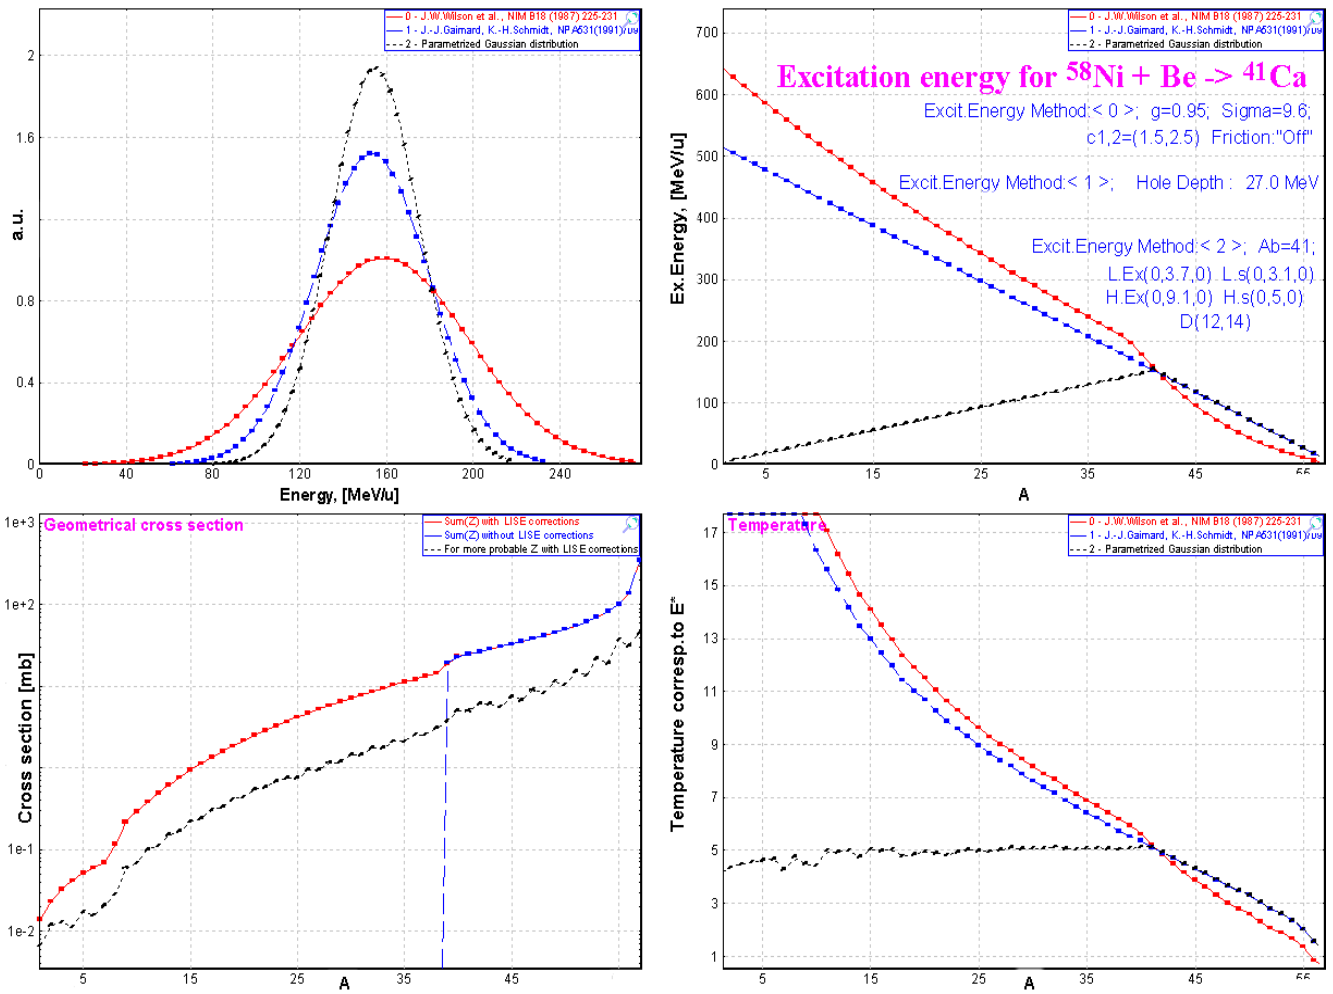 0 - J.W.Wilson et al., NIM B18 (1987) 225-231
1 - J.-J.Gaimard, K.-H.Schmidt, NPA531(1991)709
2 - Parametrized Gaussian distribution
2
1.6
1.2
0.8
0.4
0
a.u.
0
40
80
120
160
200
240
Energy, [MeV/u]
0 - J.W.Wilson et al., NIM B18 (1987) 225-231
1 - J.-J.Gaimard, K.-H.Schmidt, NPA531(1991)709
2 - Parametrized Gaussian distribution
Excitation energy for 58Ni + Be -> 41Ca
Excit.Energy Method:< 0 >; g=0.95; Sigma=9.6;
c1,2=(1.5,2.5) Friction:"Off"
Excit.Energy Method:< 1 >; Hole Depth : 27.0 MeV
Excit.Energy Method:< 2 >; Ab=41;
L.Ex(0,3.7,0) L.s(0,3.1,0)
H.Ex(0,9.1,0) H.s(0,5,0)
D(12,14)
700
600
500
400
300
200
100
0
Ex.Energy, [MeV/u]
5
15
25
35
45
55
A
Geometrical cross section
Sum(Z) with LISE corrections
Sum(Z) without LISE corrections
For more probable Z with LISE corrections
1e+3
1e+2
1e-1
1e-2
Cross section [mb]
5
15
25
35
45
A
Temperature
0 - J.W.Wilson et al., NIM B18 (1987) 225-231
1 - J.-J.Gaimard, K.-H.Schmidt, NPA531(1991)709
2 - Parametrized Gaussian distribution
17
15
13
11
9
7
5
3
1
Temperature corresp.to E*
5
15
25
35
45
55
A